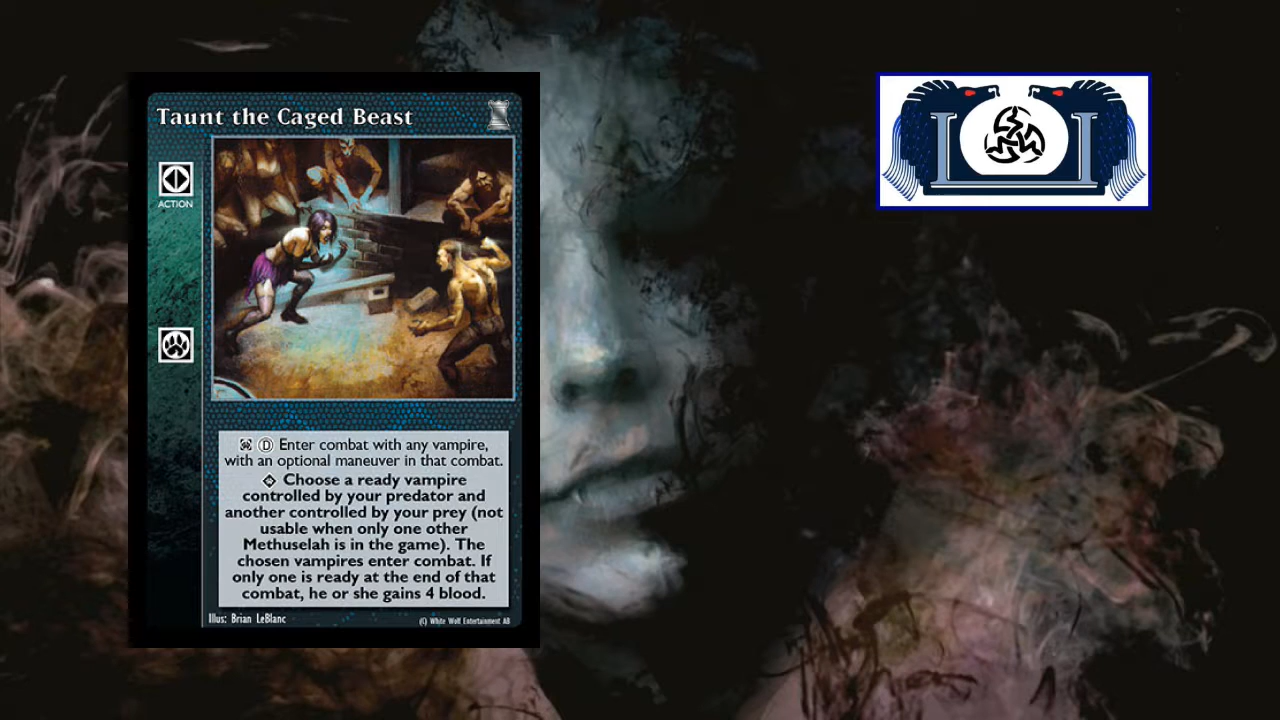 Taunt the Caged Beast
ACTION
D Enter combat with any vampire,
with an optional maneuver in that combat.
Choose a ready vampire
controlled by your predator and
another controlled by your prey (not
usable when only one other
Methuselah is in the game). The
chosen vampires enter combat. If
only one is ready at the end of that
combat, he or she gains 4 blood.
Illus: Brian LeBlanc
(C) White Wolf Entertainment AB